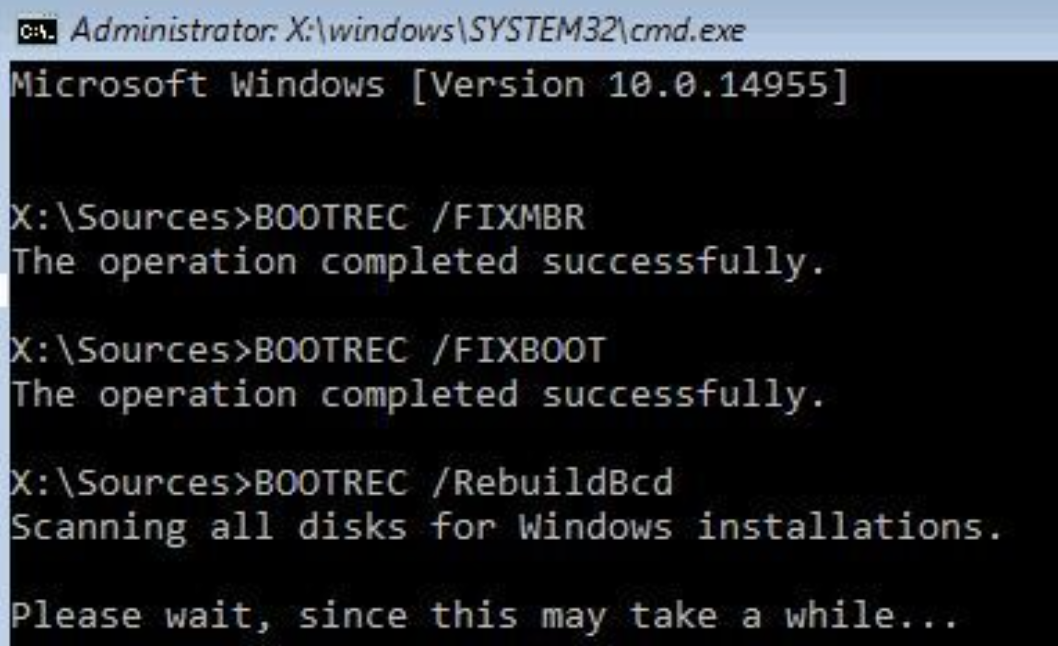 Administrator: X:\windows\SYSTEM32\cmd.exe
Microsoft Windows [Version 10.0.14955]
X:\Sources>BOOTREC /FIXMBR
The operation completed successfully.
X:\Sources>BOOTREC /FIXBOOT
The operation completed successfully.
X:\Sources>BOOTREC /RebuildBcd
Scanning all disks for Windows installations.
Please wait, since this may take a while...